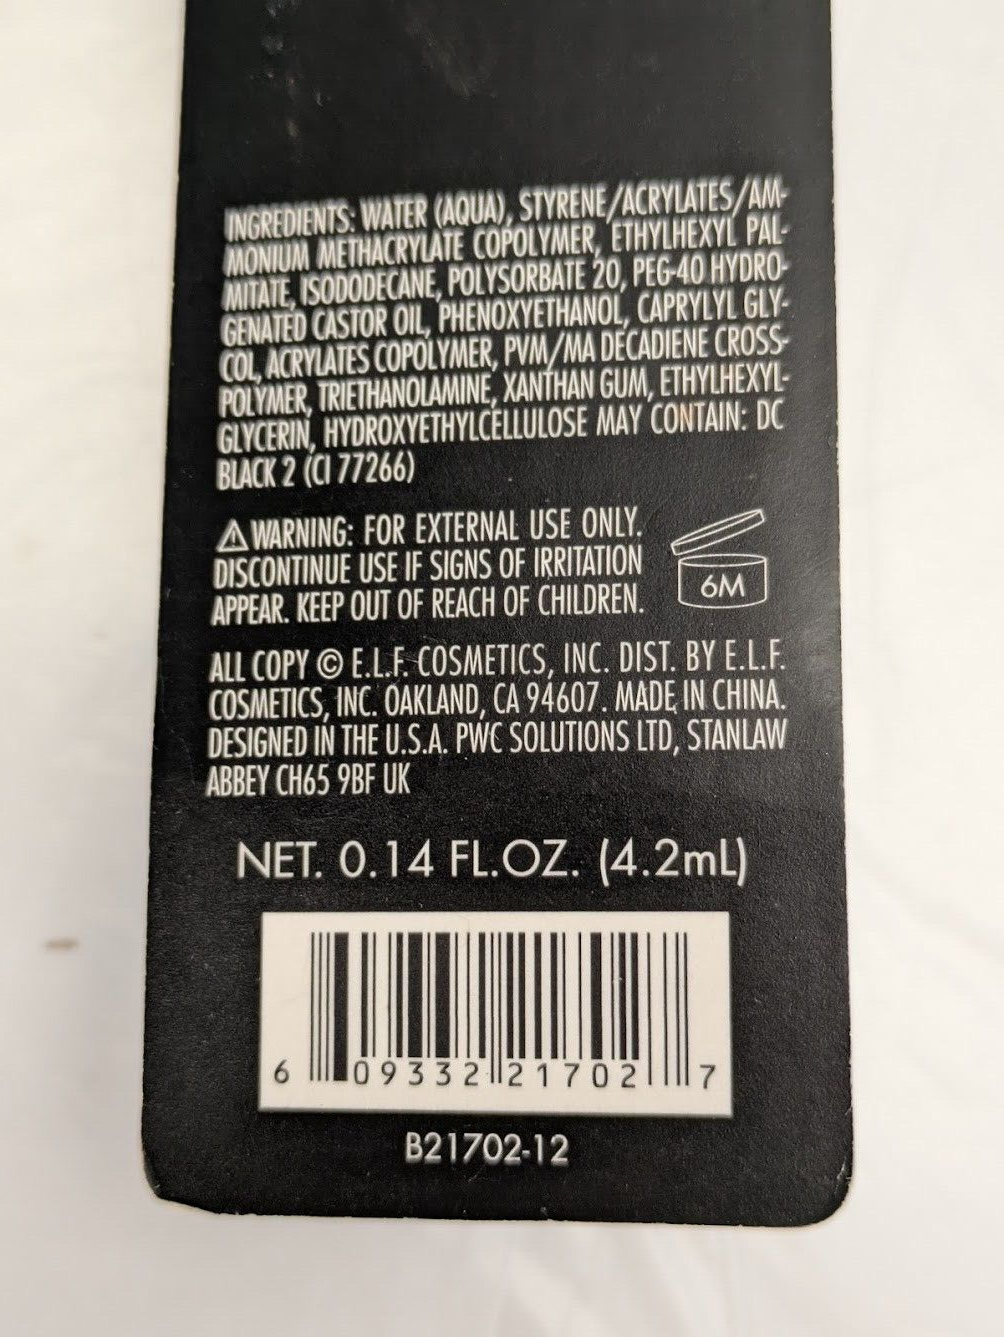 INGREDIENTS: WATER (AQUA), STYRENE/ACRYLATES/AM-
MONIUM METHACRYLATE COPOLYMER, ETHYLHEXYL PAL-
MITATE, ISODODECANE, POLYSORBATE 20, PEG-40 HYDRO-
GENATED CASTOR OIL, PHENOXYETHANOL, CAPRYLYL GLY-
COL, ACRYLATES COPOLYMER, PVM/MA DECADIENE CROSS-
POLYMER, TRIETHANOLAMINE, XANTHAN GUM, ETHYLHEXYL-
GLYCERIN, HYDROXYETHYLCELLULOSE MAY CONTAIN: DC
BLACK 2 (CI 77266)
⚠ WARNING: FOR EXTERNAL USE ONLY.
DISCONTINUE USE IF SIGNS OF IRRITATION
APPEAR. KEEP OUT OF REACH OF CHILDREN.
6M
ALL COPY © E.L.F. COSMETICS, INC. DIST. BY E.L.F.
COSMETICS, INC. OAKLAND, CA 94607. MADE IN CHINA.
DESIGNED IN THE U.S.A. PWC SOLUTIONS LTD, STANLAW
ABBEY CH65 9BF UK
NET. 0.14 FL.OZ. (4.2mL)
6 09332 21702 7
B21702-12